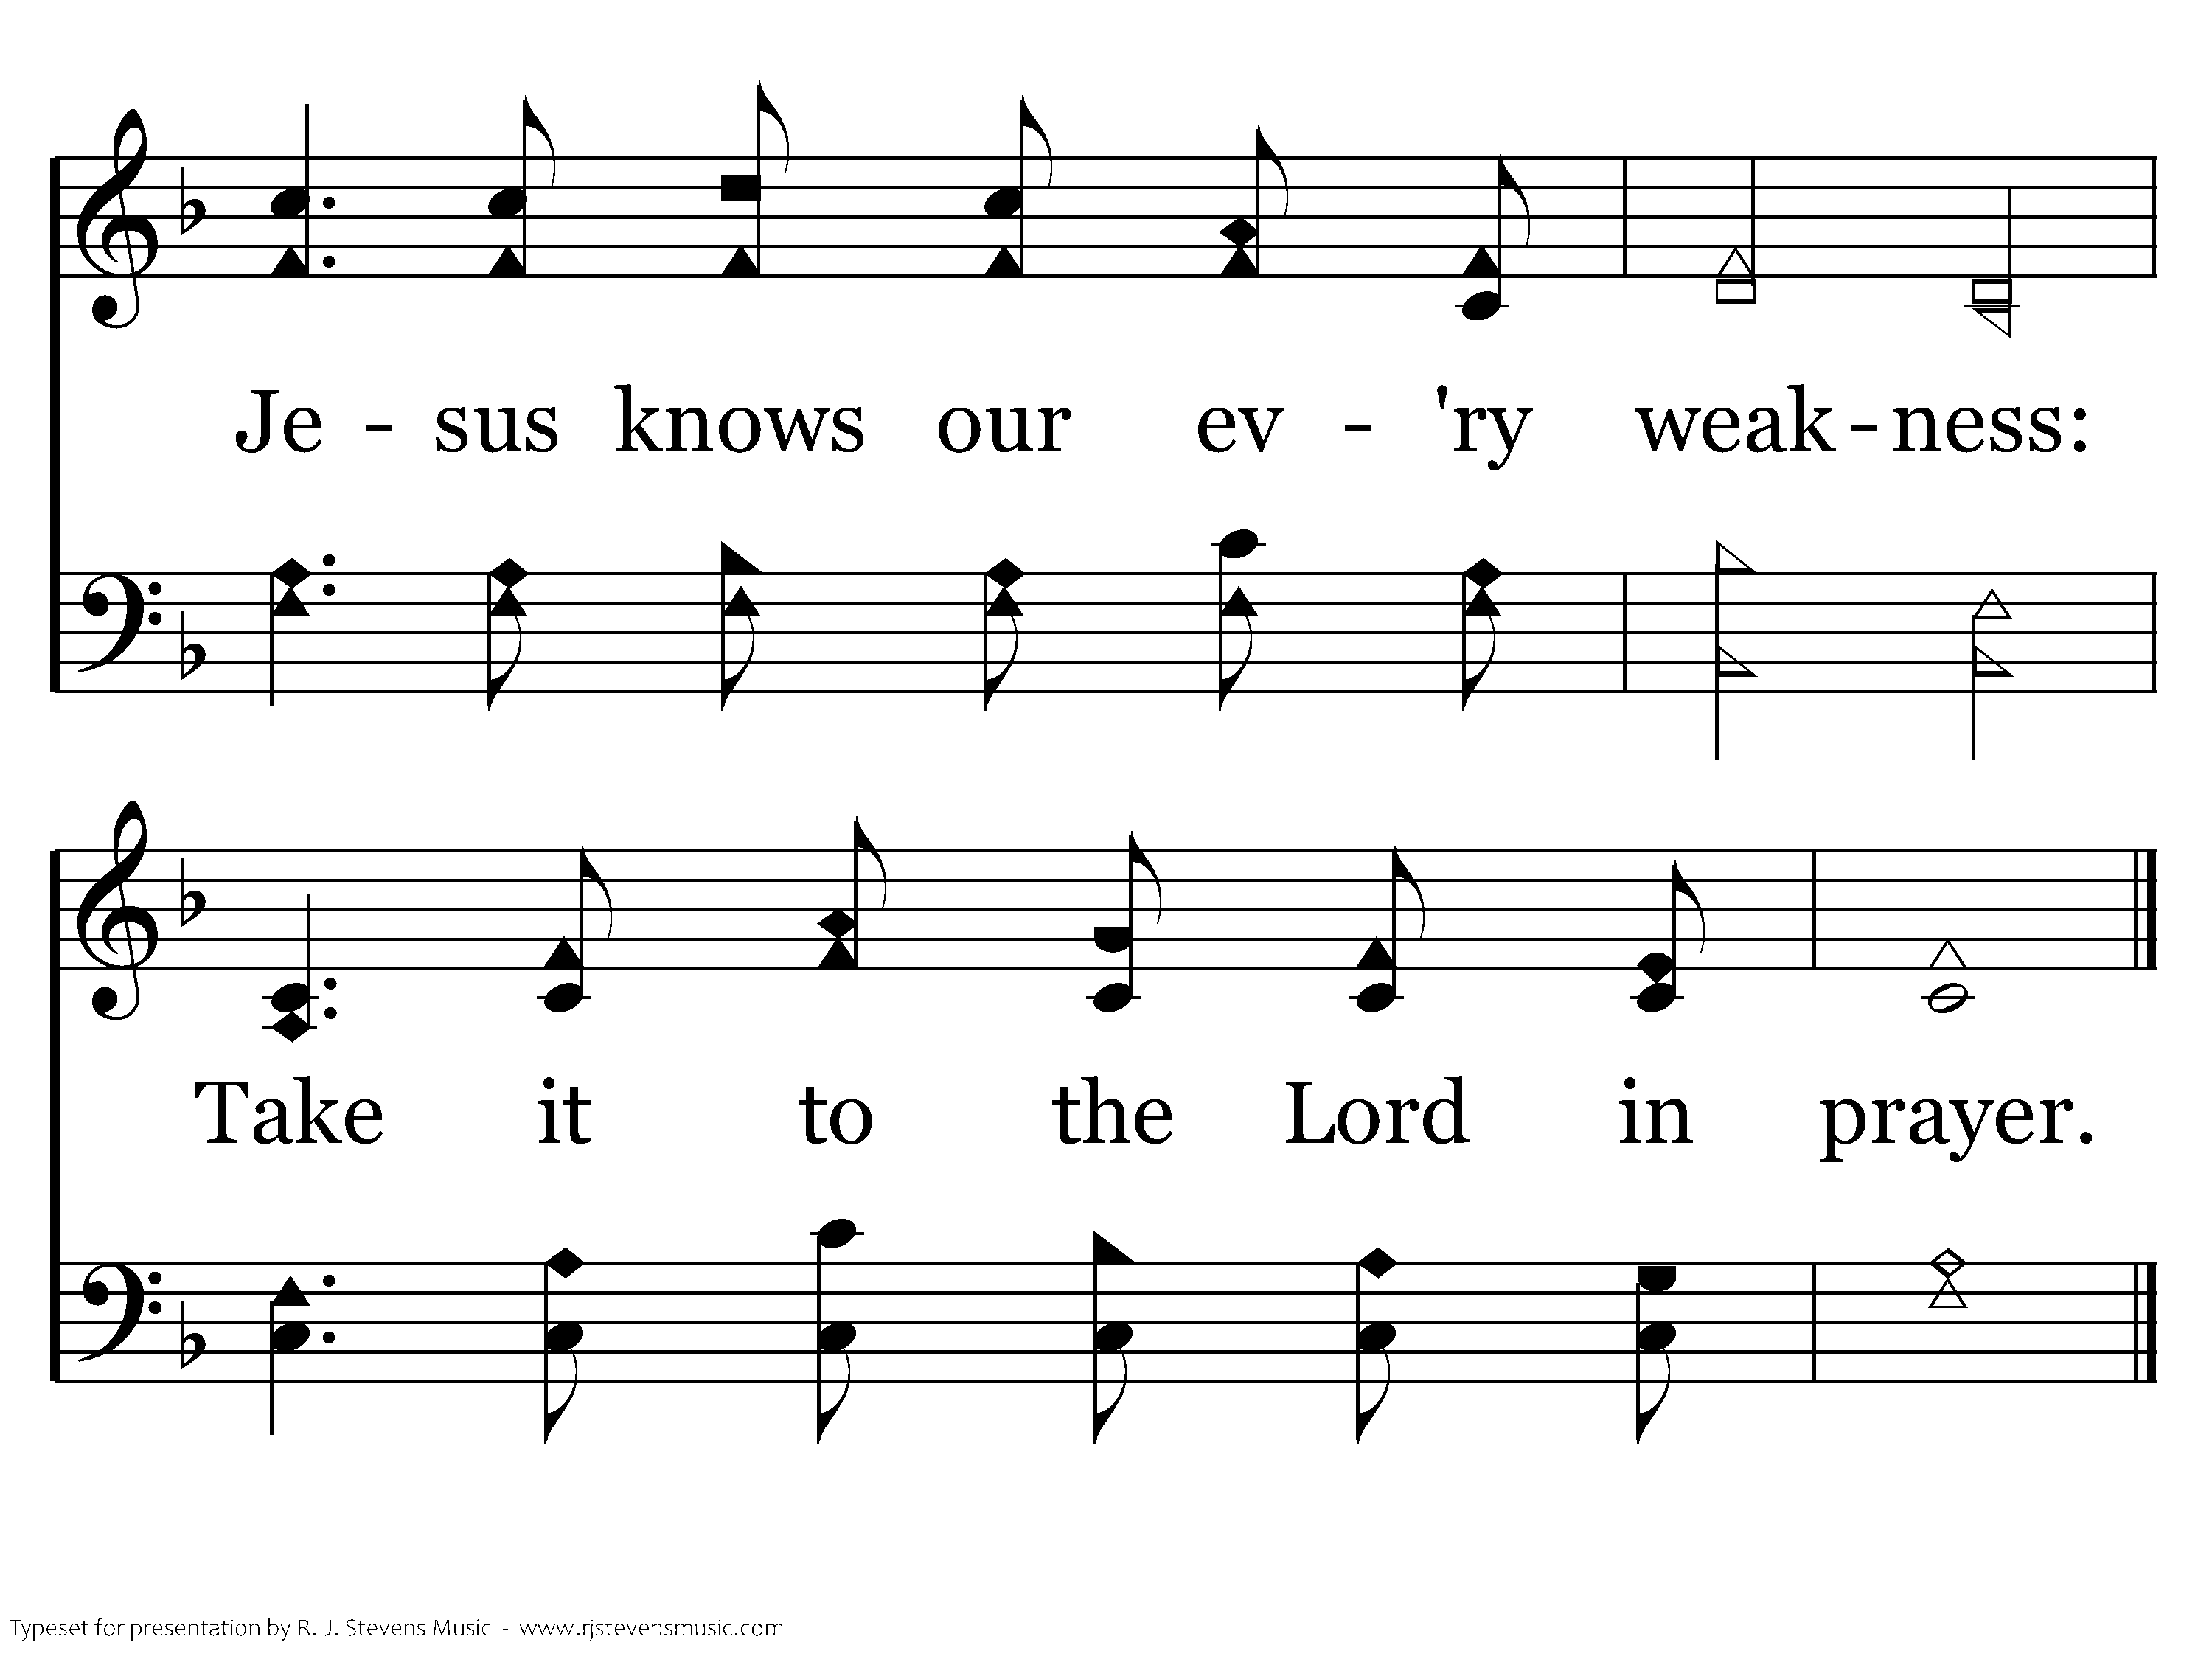 Je - sus knows our ev - 'ry weak - ness:
Take it to the Lord in prayer.
Typeset for presentation by R. J. Stevens Music - www.rjstevensmusic.com